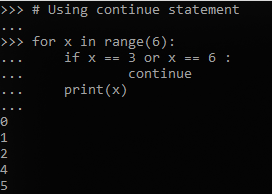 >>> # Using continue statement
...
>>> for x in range(6):
...     if x == 3 or x == 6 :
...             continue
...     print(x)
...
0
1
2
4
5